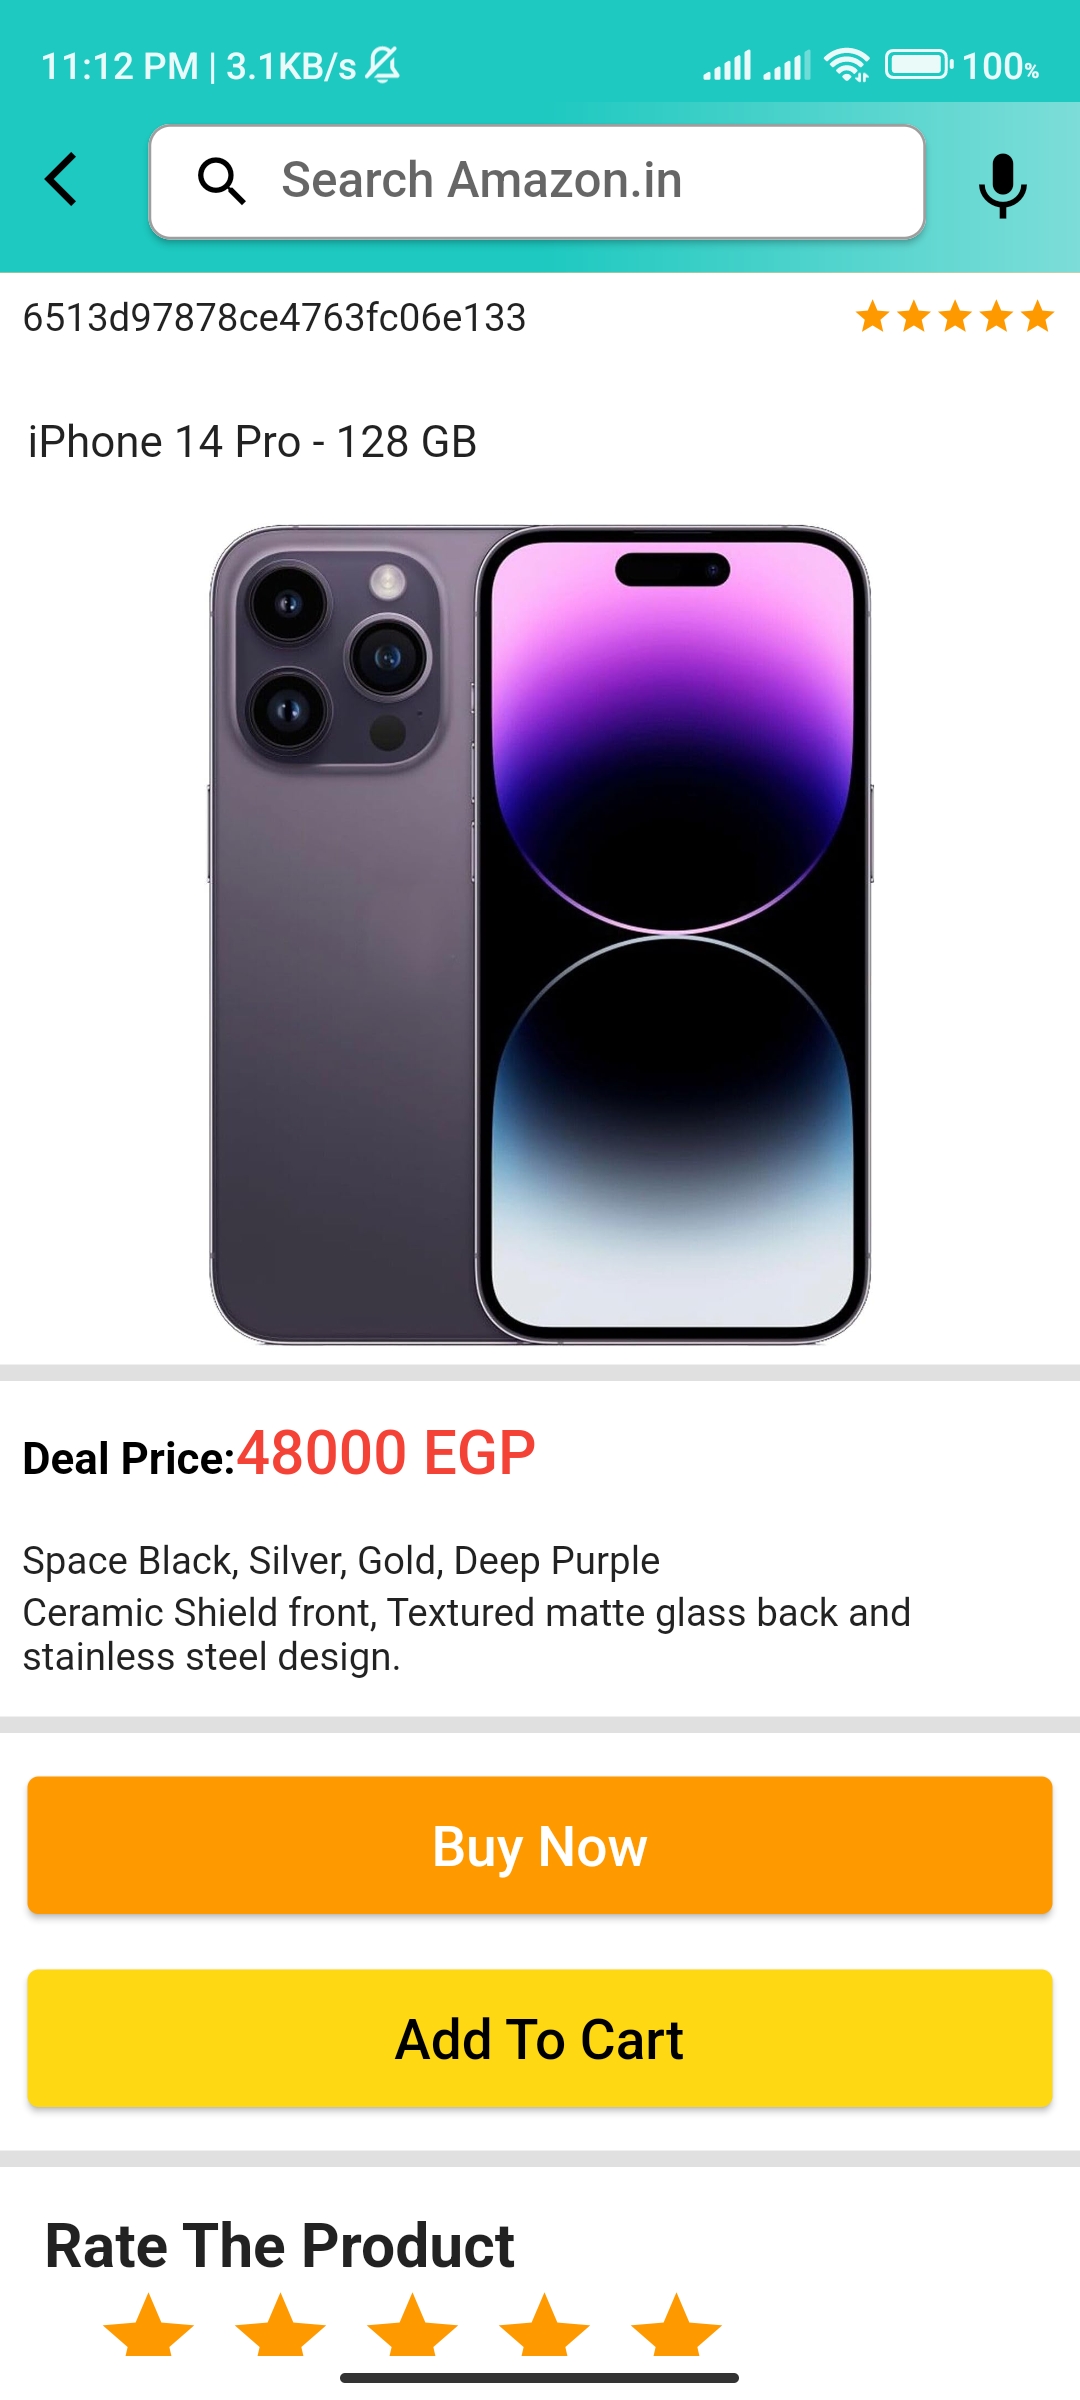 11:12 PM | 3.1KB/s 100%
Search Amazon.in
6513d97878ce4763fc06e133
iPhone 14 Pro - 128 GB
Deal Price:48000 EGP
Space Black, Silver, Gold, Deep Purple
Ceramic Shield front, Textured matte glass back and
stainless steel design.
Buy Now
Add To Cart
Rate The Product